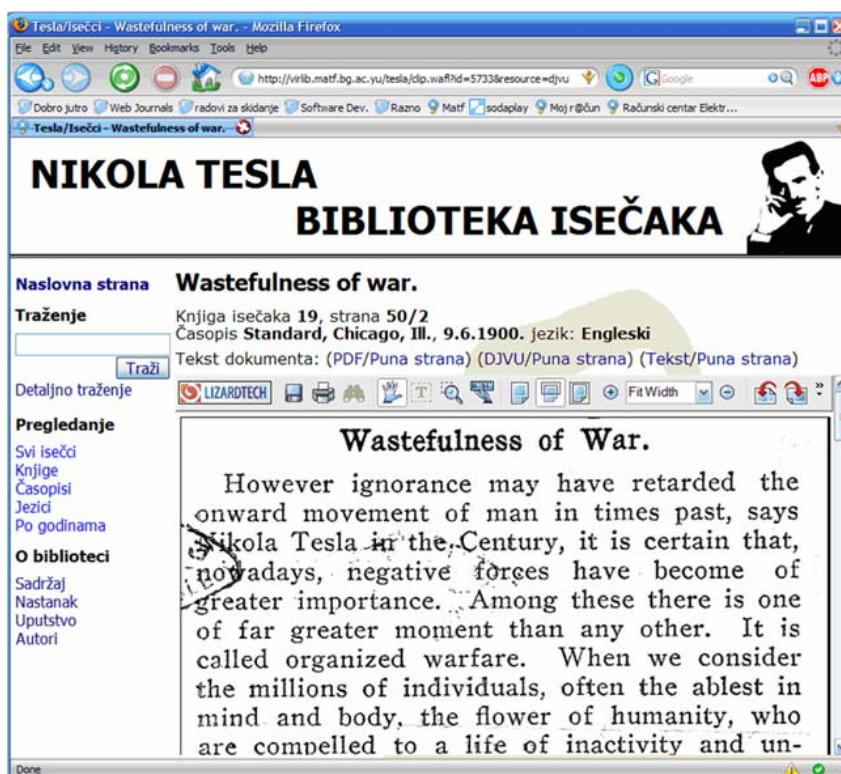 Tesla/Isečci - Wastefulness of war. - Mozilla Firefox
File Edit View History Bookmarks Tools Help
http://virlib.matf.bg.ac.yu/tesla/clip.wafl?id=5733&resource=djvu Google ABP
Dobro jutro Web Journals radovi za skidanje Software Dev. Razno Matf sodaplay Moj r@čun Računski centar Elektr...
Tesla/Isečci - Wastefulness of war.
NIKOLA TESLA
BIBLIOTEKA ISEČAKA
Naslovna strana
Traženje
Traži
Detaljno traženje
Pregledanje
Svi isečci
Knjige
Časopisi
Jezici
Po godinama
O biblioteci
Sadržaj
Nastanak
Uputstvo
Autori
Wastefulness of war.
Knjiga isečaka 19, strana 50/2
Časopis Standard, Chicago, Ill., 9.6.1900. jezik: Engleski
Tekst dokumenta: (PDF/Puna strana) (DJVU/Puna strana) (Tekst/Puna strana)
LIZARDTECH T Fit Width
Wastefulness of War.
However ignorance may have retarded the
onward movement of man in times past, says
Nikola Tesla in the Century, it is certain that,
nowadays, negative forces have become of
greater importance. Among these there is one
of far greater moment than any other. It is
called organized warfare. When we consider
the millions of individuals, often the ablest in
mind and body, the flower of humanity, who
are compelled to a life of inactivity and un-
Done